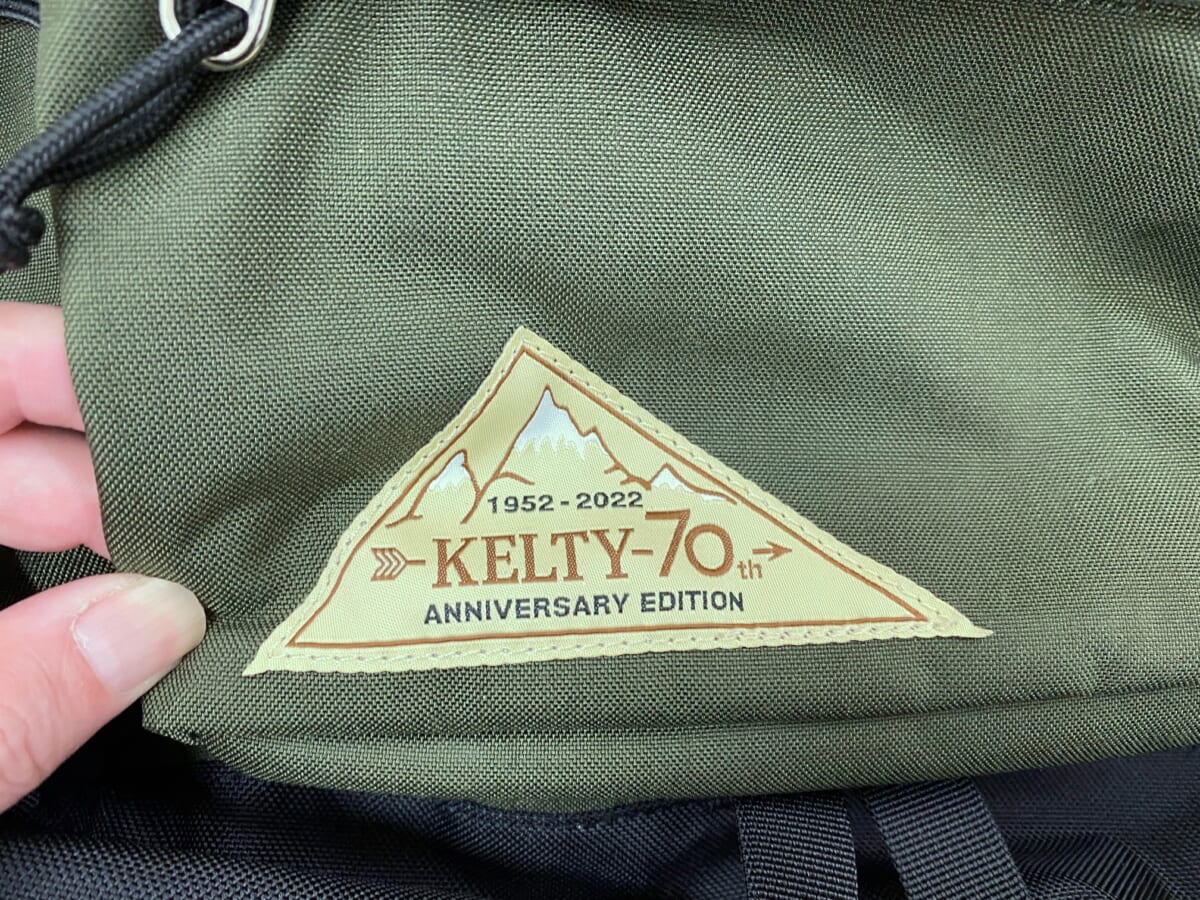 1952-2022
KELTY-70th
ANNIVERSARY EDITION